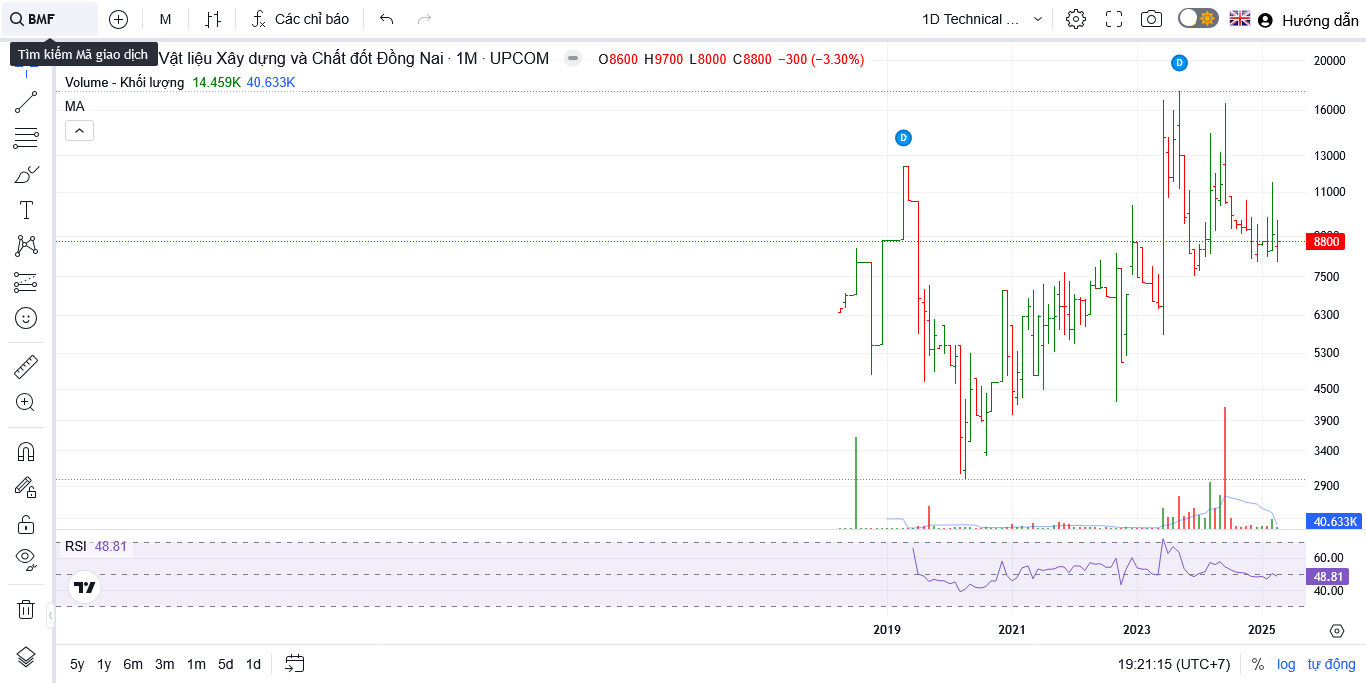 BMF M Các chỉ báo 1D Technical ... Hướng dẫn
Tìm kiếm Mã giao dịch
Vật liệu Xây dựng và Chất đốt Đồng Nai · 1M · UPCOM O8600 H9700 L8000 C8800 −300 (−3.30%)
Volume - Khối lượng 14.459K 40.633K
MA
D
D
20000
16000
13000
11000
8800
7500
6300
5300
4500
3900
3400
2900
40.633K
RSI 48.81
60.00
48.81
40.00
2019 2021 2023 2025
5y 1y 6m 3m 1m 5d 1d 19:21:15 (UTC+7) % log tự động